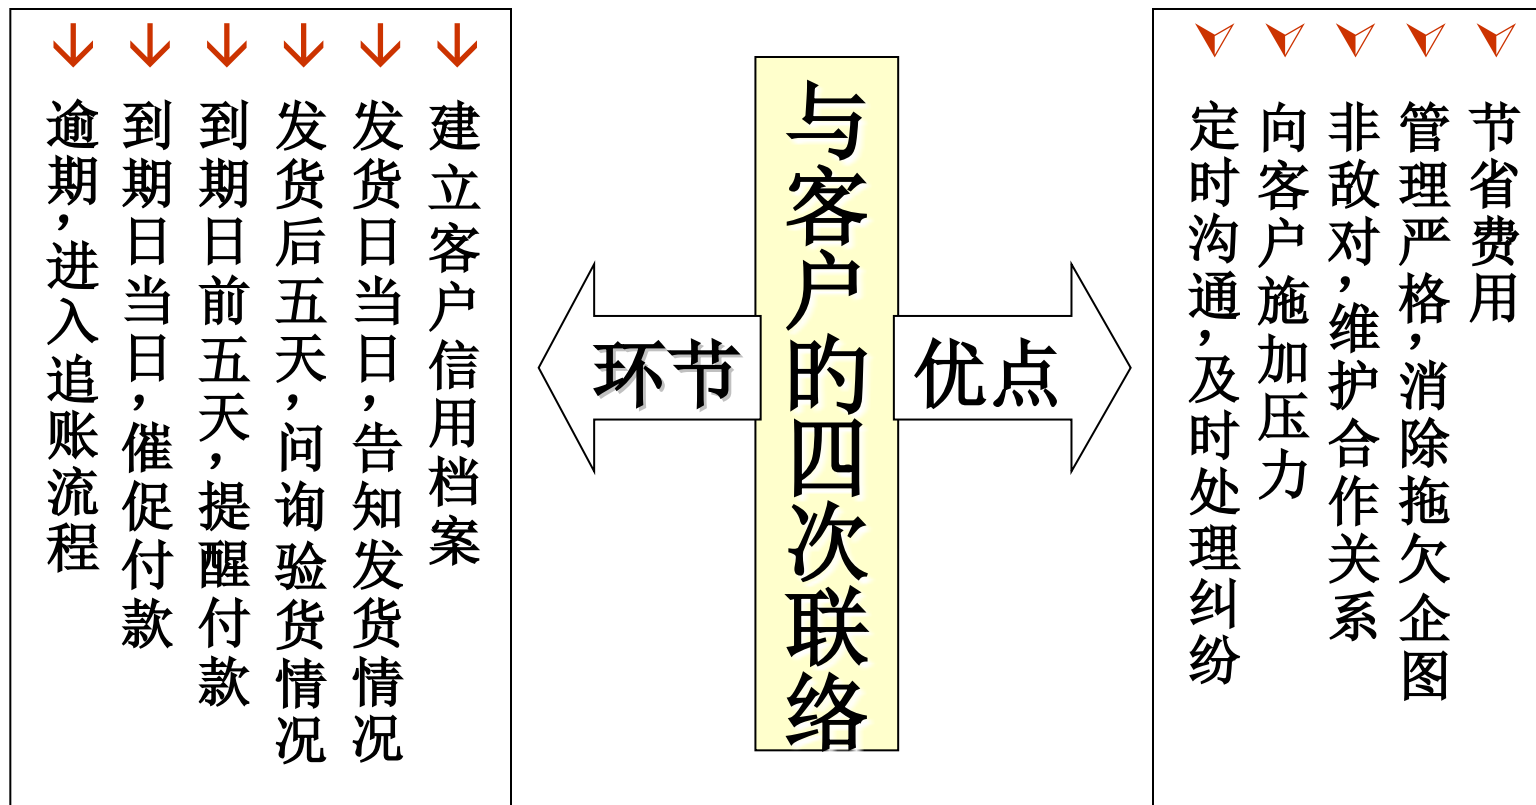 与客户旳四次联络
环节
建立客户信用档案
发货日当日，告知发货情况
发货后五天，问询验货情况
到期日前五天，提醒付款
到期日当日，催促付款
逾期，进入追账流程
优点
节省费用
管理严格，消除拖欠企图
非敌对，维护合作关系
向客户施加压力
定时沟通，及时处理纠纷